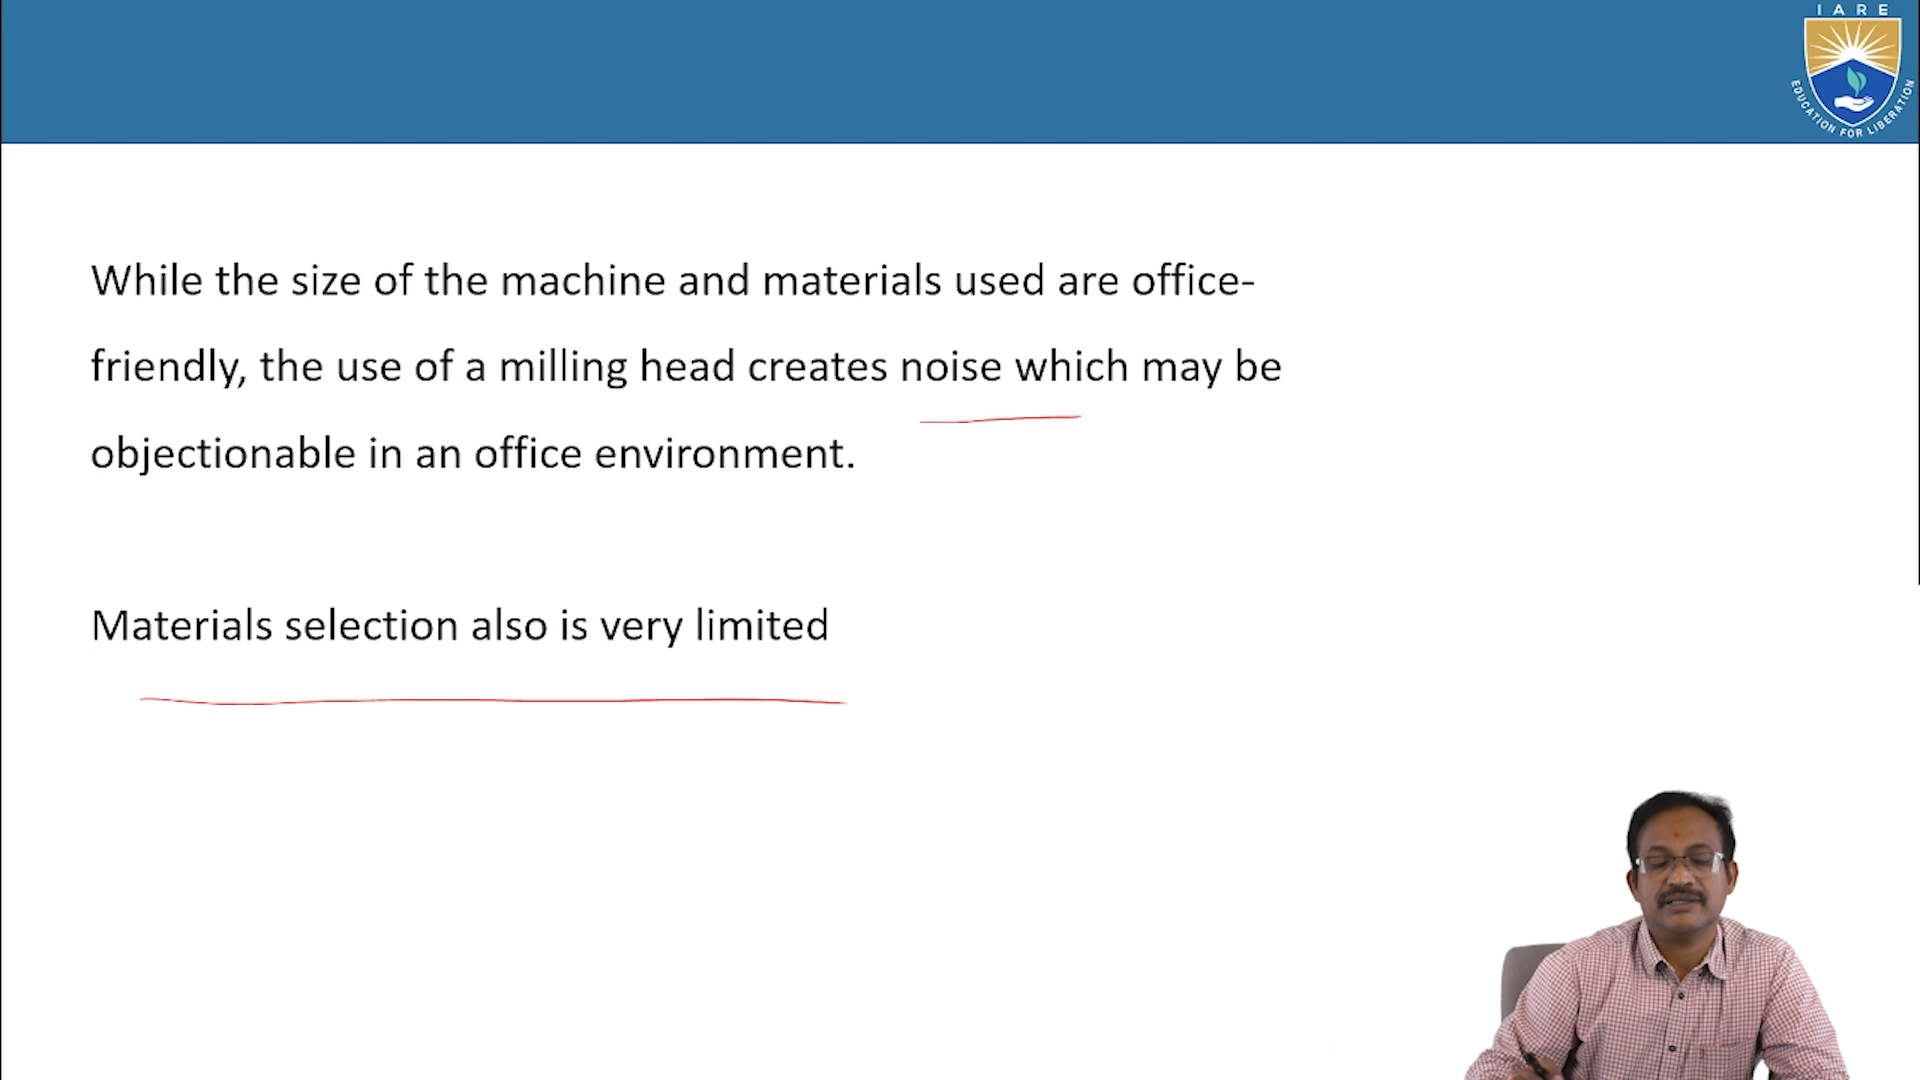 IARE
EDUCATION FOR LIBERATION
While the size of the machine and materials used are office-
friendly, the use of a milling head creates noise which may be
objectionable in an office environment.
Materials selection also is very limited